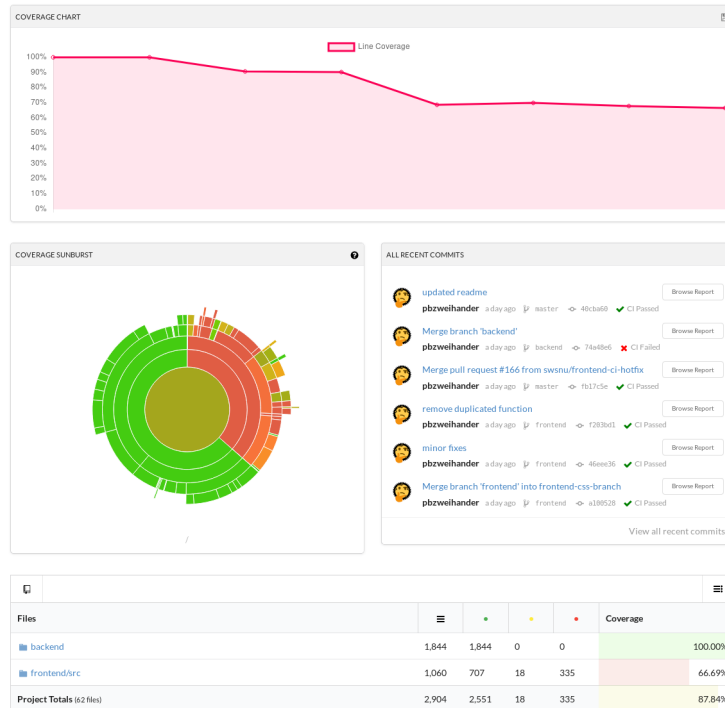 COVERAGE CHART
Line Coverage
100%
90%
80%
70%
60%
50%
40%
30%
20%
10%
0%
COVERAGE SUNBURST
/
ALL RECENT COMMITS
updated readme
Browse Report
pbzweihander a day ago master 40cba60 CI Passed
Merge branch 'backend'
Browse Report
pbzweihander a day ago backend 74a48e6 CI Failed
Merge pull request #166 from swsnu/frontend-ci-hotfix
Browse Report
pbzweihander a day ago master fb17c5e CI Passed
remove duplicated function
Browse Report
pbzweihander a day ago frontend f203bd1 CI Passed
minor fixes
Browse Report
pbzweihander a day ago frontend 46eee36 CI Passed
Merge branch 'frontend' into frontend-css-branch
Browse Report
pbzweihander a day ago frontend a100528 CI Passed
View all recent commits
Files Coverage
backend 1,844 1,844 0 0 100.00%
frontend/src 1,060 707 18 335 66.69%
Project Totals (62 files) 2,904 2,551 18 335 87.84%